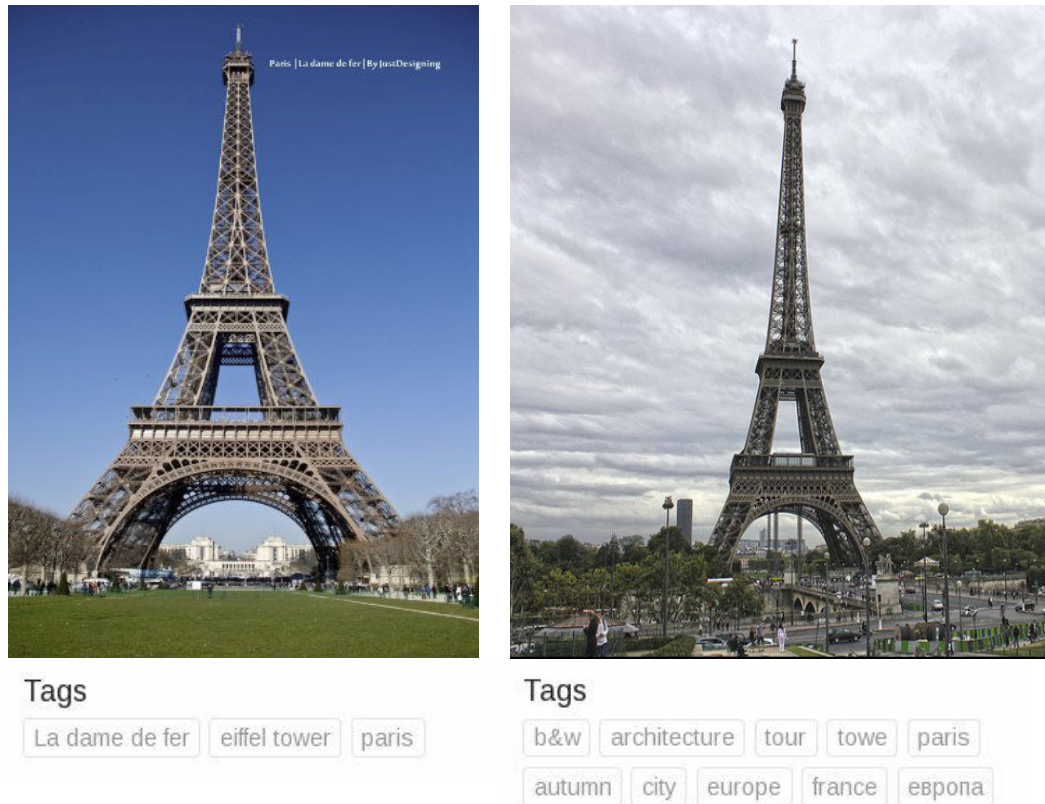 Paris | La dame de fer | By JustDesigning
Tags
La dame de fer eiffel tower paris
Tags
b&w architecture tour towe paris
autumn city europe france европа